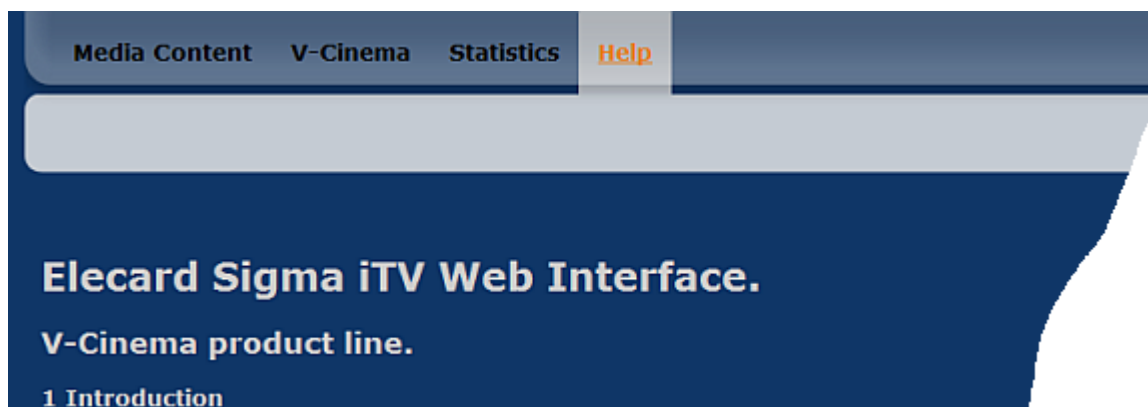 Media Content V-Cinema Statistics Help
Elecard Sigma iTV Web Interface.
V-Cinema product line.
1 Introduction